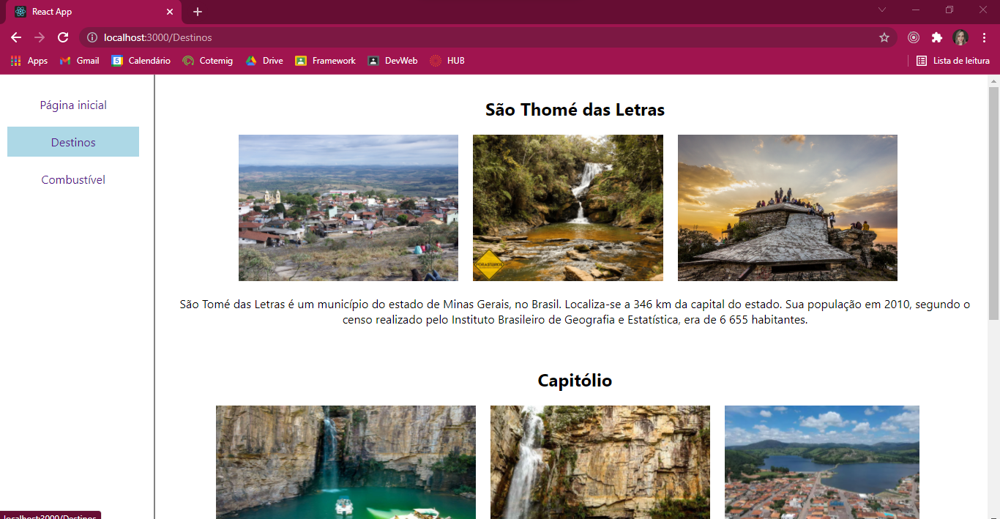 React App
localhost:3000/Destinos
Apps
Gmail
5
Calendário
Cotemig
Drive
Framework
DevWeb
HUB
Lista de leitura
Página inicial
Destinos
Combustível
São Thomé das Letras
São Tomé das Letras é um município do estado de Minas Gerais, no Brasil. Localiza-se a 346 km da capital do estado. Sua população em 2010, segundo o
censo realizado pelo Instituto Brasileiro de Geografia e Estatística, era de 6 655 habitantes.
Capitólio
localhost:3000/Destinos